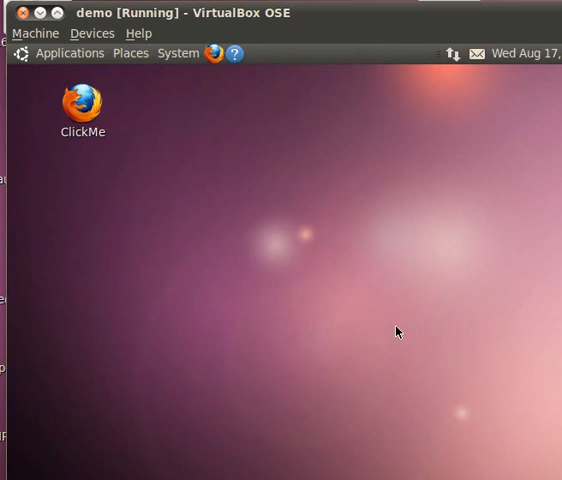 demo [Running] - VirtualBox OSE
Machine Devices Help
Applications Places System ? Wed Aug 17,
ClickMe